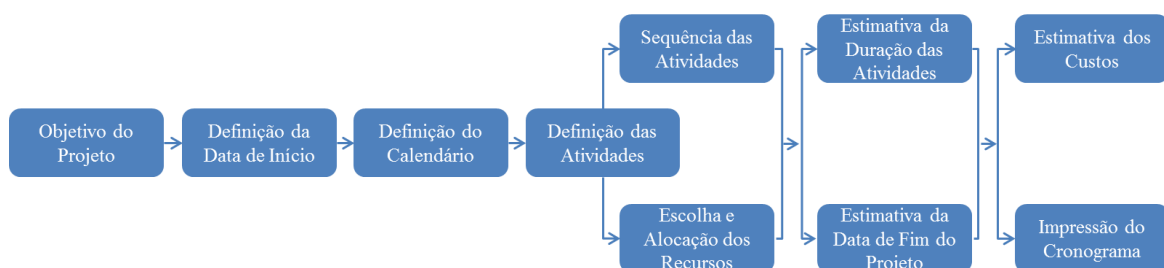 Objetivo do
Projeto
Definição da
Data de Início
Definição do
Calendário
Definição das
Atividades
Sequência das
Atividades
Escolha e
Alocação dos
Recursos
Estimativa da
Duração das
Atividades
Estimativa da
Data de Fim do
Projeto
Estimativa dos
Custos
Impressão do
Cronograma